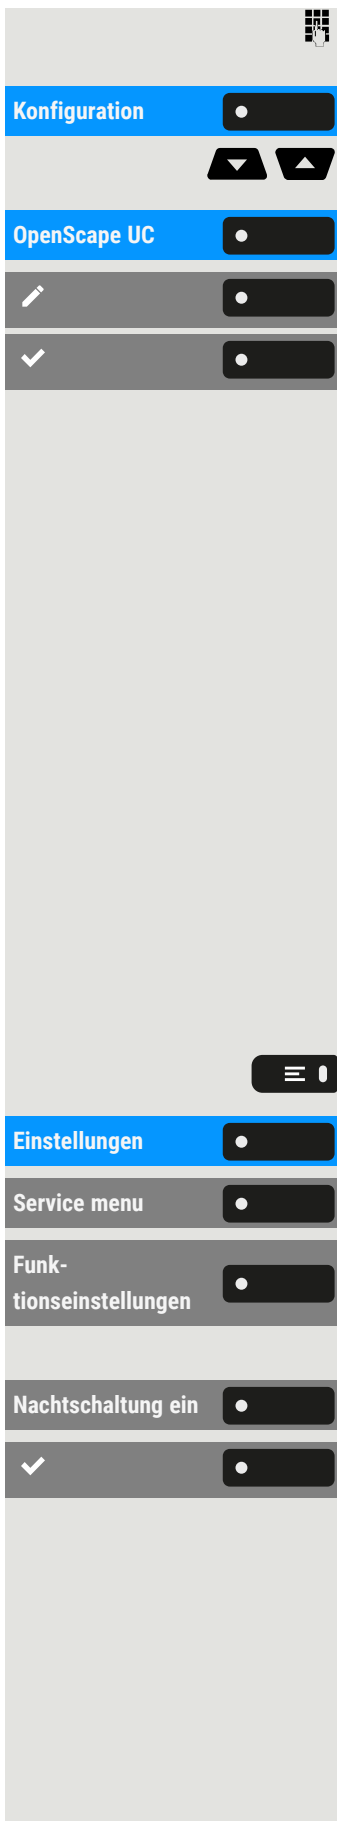 Konfiguration
OpenScape UC
Einstellungen
Service menu
Funk-
tionseinstellungen
Nachtschaltung ein